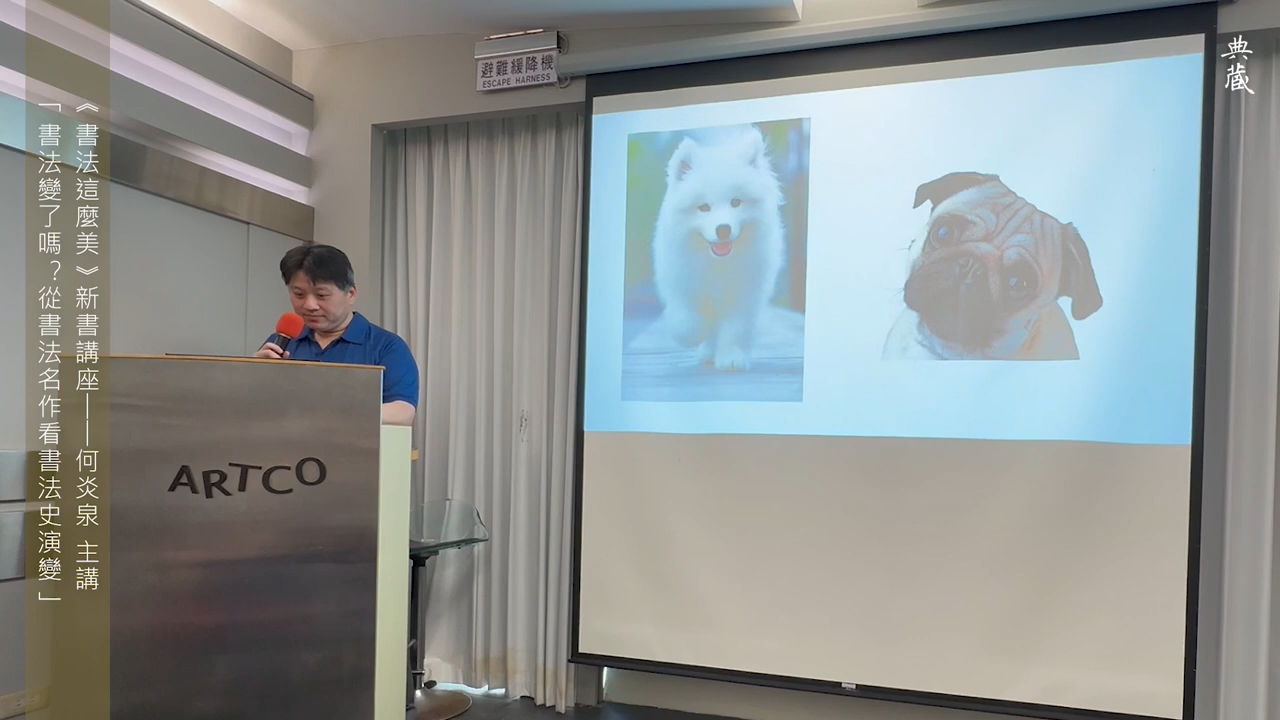 《書法這麼美》新書講座——何炎泉 主講
「書法變了嗎？從書法名作看書法史演變」
避難緩降機
ESCAPE HARNESS
典藏
ARTCO